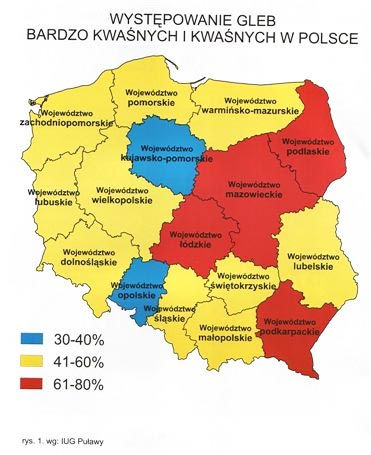 WYSTĘPOWANIE GLEB
BARDZO KWAŚNYCH I KWAŚNYCH W POLSCE
Województwo
pomorskie
Województwo
zachodniopomorskie
Województwo
warmińsko-mazurskie
Województwo
podlaskie
Województwo
kujawsko-pomorskie
Województwo
mazowieckie
Województwo
lubuskie
Województwo
wielkopolskie
Województwo
łódzkie
Województwo
dolnośląskie
Województwo
lubelskie
Województwo
opolskie
Województwo
świętokrzyskie
Województwo
śląskie
Województwo
małopolskie
Województwo
podkarpackie
30-40%
41-60%
61-80%
rys. 1. wg: IUG Puławy